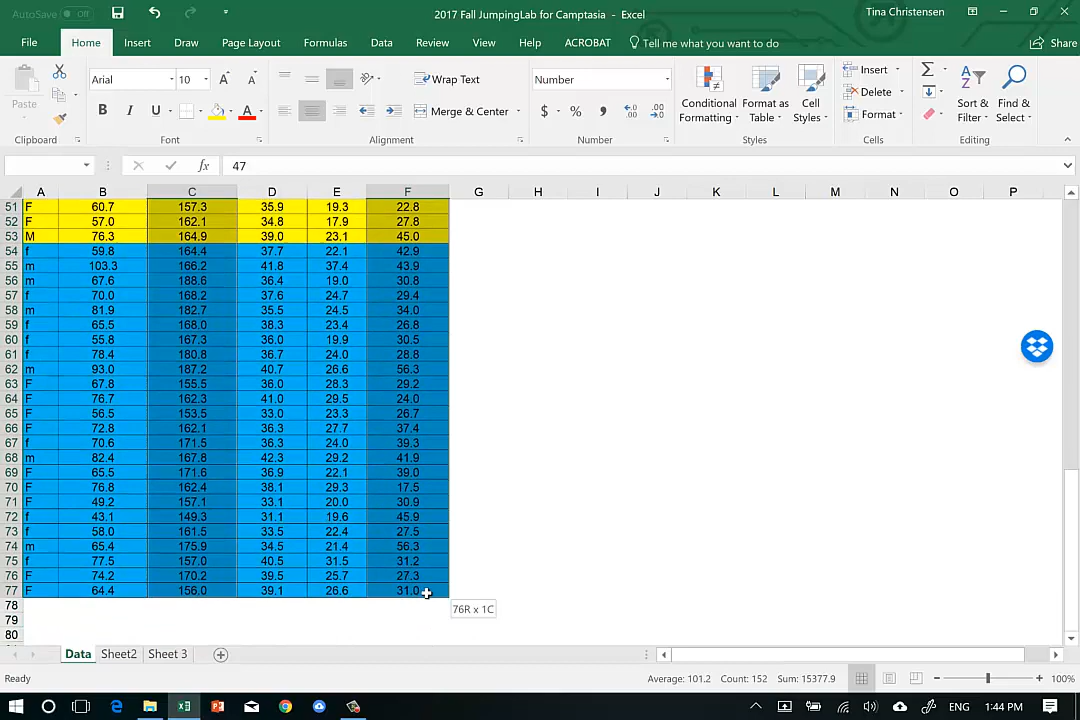 AutoSave Off
2017 Fall JumpingLab for Camptasia - Excel
Tina Christensen
File Home Insert Draw Page Layout Formulas Data Review View Help ACROBAT Tell me what you want to do Share
Paste
Arial 10 A A
B I U A
Wrap Text
Merge & Center
Number
$ % , .0 .00 .00 .0
Conditional Formatting
Format as Table
Cell Styles
Insert
Delete
Format
Sort & Filter
Find & Select
Clipboard Font Alignment Number Styles Cells Editing
fx 47
A B C D E F G H I J K L M N O P
51 F 60.7 157.3 35.9 19.3 22.8
52 F 57.0 162.1 34.8 17.9 27.8
53 M 76.3 164.9 39.0 23.1 45.0
54 f 59.8 164.4 37.7 22.1 42.9
55 m 103.3 166.2 41.8 37.4 43.9
56 m 67.6 188.6 36.4 19.0 30.8
57 f 70.0 168.2 37.6 24.7 29.4
58 m 81.9 182.7 35.5 24.5 34.0
59 f 65.5 168.0 38.3 23.4 26.8
60 f 55.8 167.3 36.0 19.9 30.5
61 f 78.4 180.8 36.7 24.0 28.8
62 m 93.0 187.2 40.7 26.6 56.3
63 F 67.8 155.5 36.0 28.3 29.2
64 F 76.7 162.3 41.0 29.5 24.0
65 F 56.5 153.5 33.0 23.3 26.7
66 F 72.8 162.1 36.3 27.7 37.4
67 f 70.6 171.5 36.3 24.0 39.3
68 m 82.4 167.8 42.3 29.2 41.9
69 F 65.5 171.6 36.9 22.1 39.0
70 F 76.8 162.4 38.1 29.3 17.5
71 F 49.2 157.1 33.1 20.0 30.9
72 f 43.1 149.3 31.1 19.6 45.9
73 f 58.0 161.5 33.5 22.4 27.5
74 m 65.4 175.9 34.5 21.4 56.3
75 f 77.5 157.0 40.5 31.5 31.2
76 F 74.2 170.2 39.5 25.7 27.3
77 F 64.4 156.0 39.1 26.6 31.0
78
76R x 1C
79
80
Data Sheet2 Sheet 3
Ready Average: 101.2 Count: 152 Sum: 15377.9 100%
ENG 1:44 PM